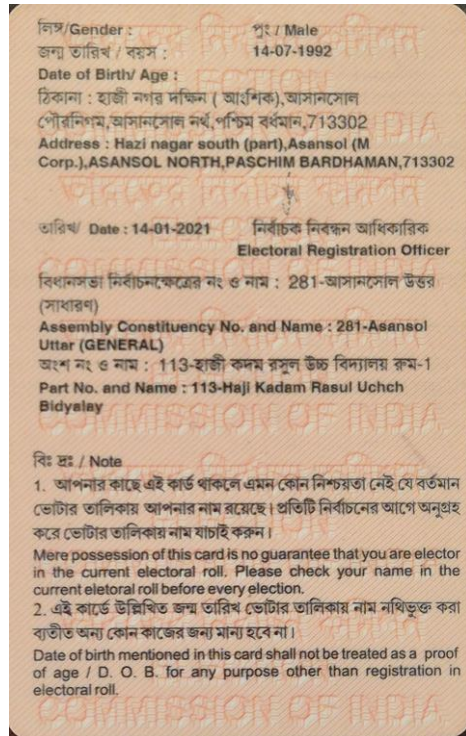 লিঙ্গ/Gender : পুং / Male
জন্ম তারিখ / বয়স : 14-07-1992
Date of Birth/ Age :
ঠিকানা : হাজী নগর দক্ষিন ( আংশিক),আসানসোল
পৌরনিগম,আসানসোল নর্থ,পশ্চিম বর্ধমান,713302
Address : Hazi nagar south (part),Asansol (M
Corp.),ASANSOL NORTH,PASCHIM BARDHAMAN,713302
তারিখ/ Date : 14-01-2021 নির্বাচক নিবন্ধন আধিকারিক
Electoral Registration Officer
বিধানসভা নির্বাচনক্ষেত্রের নং ও নাম : 281-আসানসোল উত্তর
(সাধারণ)
Assembly Constituency No. and Name : 281-Asansol
Uttar (GENERAL)
অংশ নং ও নাম : 113-হাজী কদম রসুল উচ্চ বিদ্যালয় রুম-1
Part No. and Name : 113-Haji Kadam Rasul Uchch
Bidyalay
বিঃ দ্রঃ / Note
1. আপনার কাছে এই কার্ড থাকলে এমন কোন নিশ্চয়তা নেই যে বর্তমান
ভোটার তালিকায় আপনার নাম রয়েছে। প্রতিটি নির্বাচনের আগে অনুগ্রহ
করে ভোটার তালিকায় নাম যাচাই করুন।
Mere possession of this card is no guarantee that you are elector
in the current electoral roll. Please check your name in the
current eletoral roll before every election.
2. এই কার্ডে উল্লিখিত জন্ম তারিখ ভোটার তালিকায় নাম নথিভুক্ত করা
ব্যতীত অন্য কোন কাজের জন্য মান্য হবে না।
Date of birth mentioned in this card shall not be treated as a proof
of age / D. O. B. for any purpose other than registration in
electoral roll.
COMMISSION OF INDIA